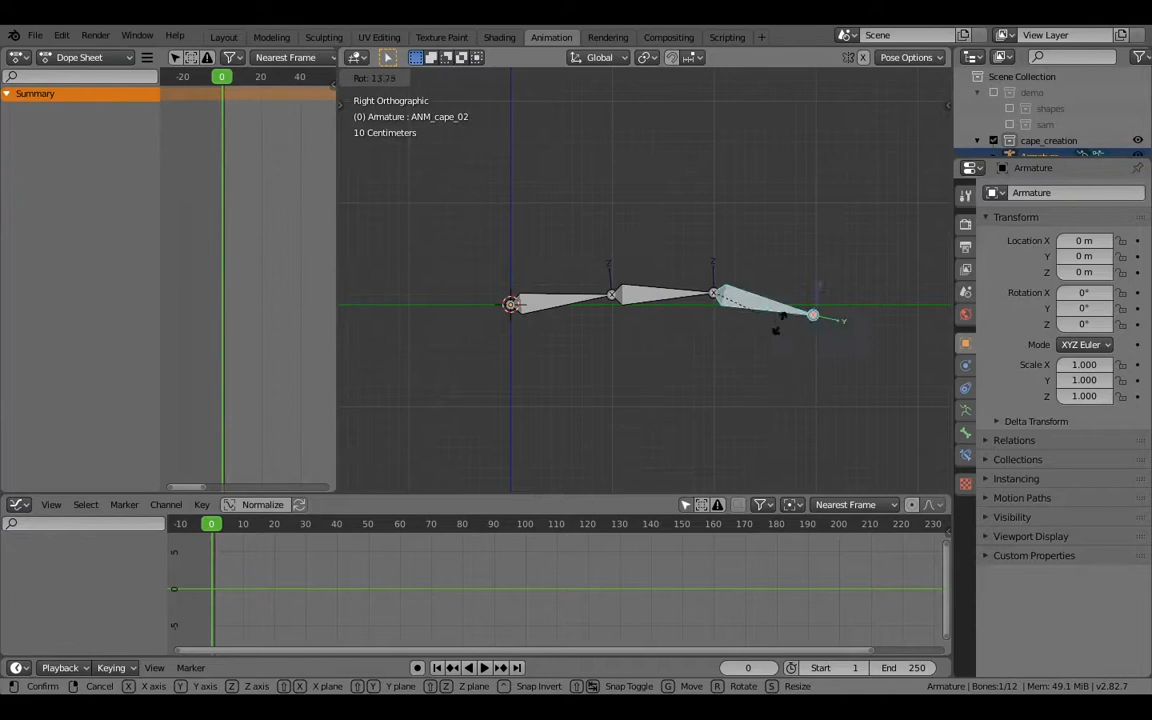 File Edit Render Window Help Layout Modeling Sculpting UV Editing Texture Paint Shading Animation Rendering Compositing Scripting Scene View Layer
Dope Sheet Nearest Frame Global X Pose Options
-20 0 20 40 Rot: 13.79
Summary
Right Orthographic
(0) Armature : ANM_cape_02
10 Centimeters
Z
Z
Y
Scene Collection
demo
shapes
sam
cape_creation
Armature
Armature
Armature
Transform
Location X 0 m
Y 0 m
Z 0 m
Rotation X 0°
Y 0°
Z 0°
Mode XYZ Euler
Scale X 1.000
Y 1.000
Z 1.000
Delta Transform
Relations
Collections
Instancing
Motion Paths
Visibility
Viewport Display
Custom Properties
View Select Marker Channel Key Normalize Nearest Frame
-10 0 10 20 30 40 50 60 70 80 90 100 110 120 130 140 150 160 170 180 190 200 210 220 230
5
0
-5
Playback Keying View Marker 0 Start 1 End 250
Confirm Cancel X X axis Y Y axis Z Z axis X X plane Y Y plane Z Z plane Snap Invert Snap Toggle G Move R Rotate S Resize Armature | Bones:1/12 | Mem: 49.1 MiB | v2.82.7